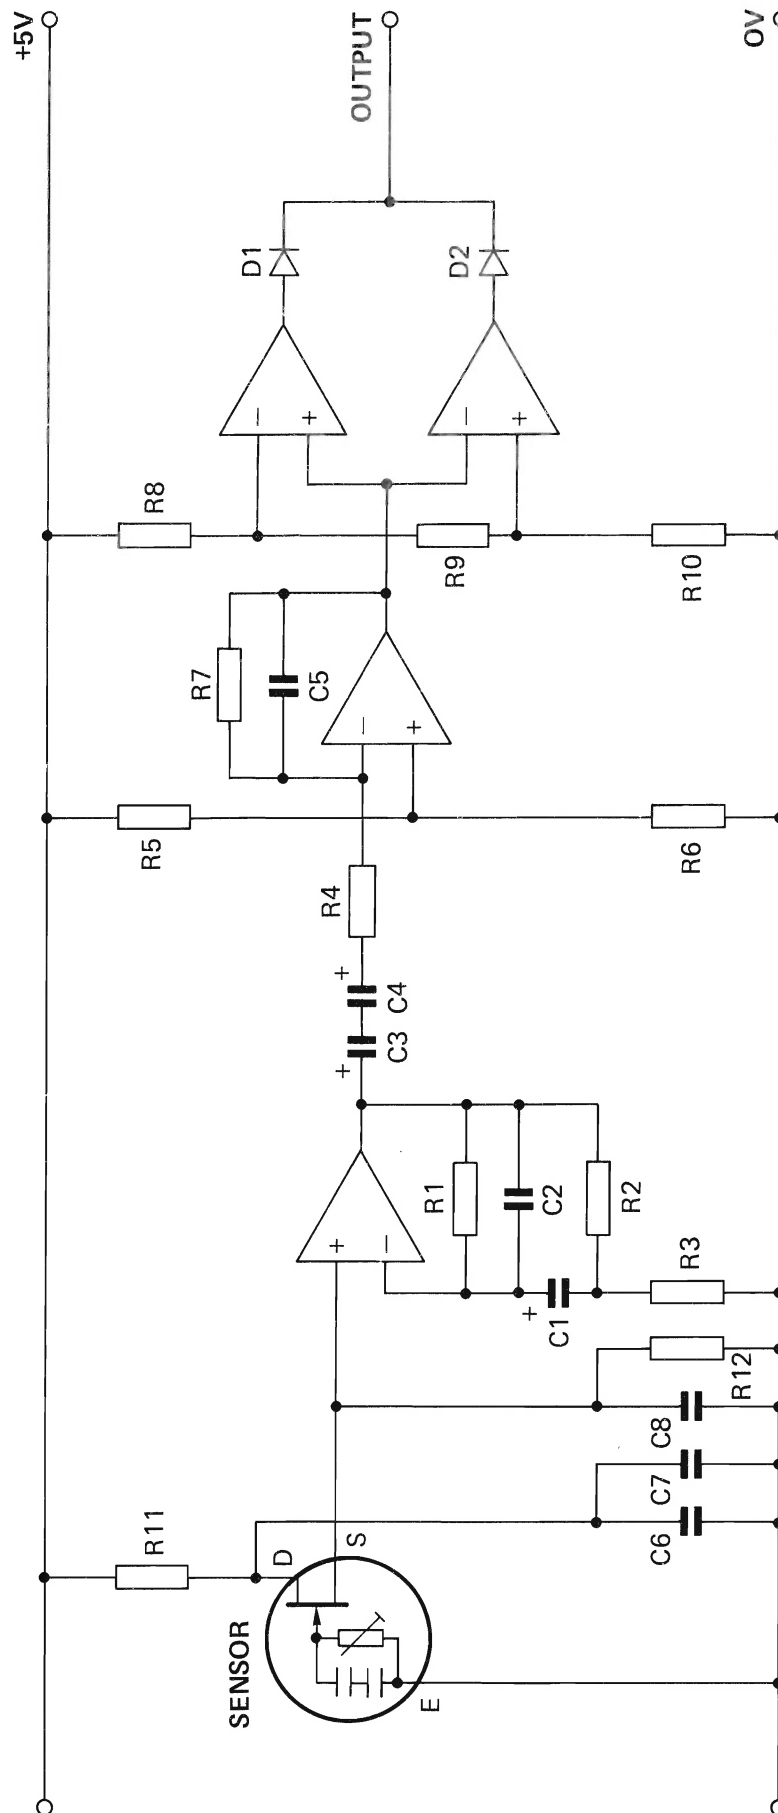 +5V
OUTPUT
0V
D1
D2
−
+
−
+
R8
R9
R10
R7
C5
−
+
R5
R6
R4
+
C4
C3
+
+
−
R1
C2
R2
+
C1
R3
R12
C8
C7
C6
R11
D
S
SENSOR
E